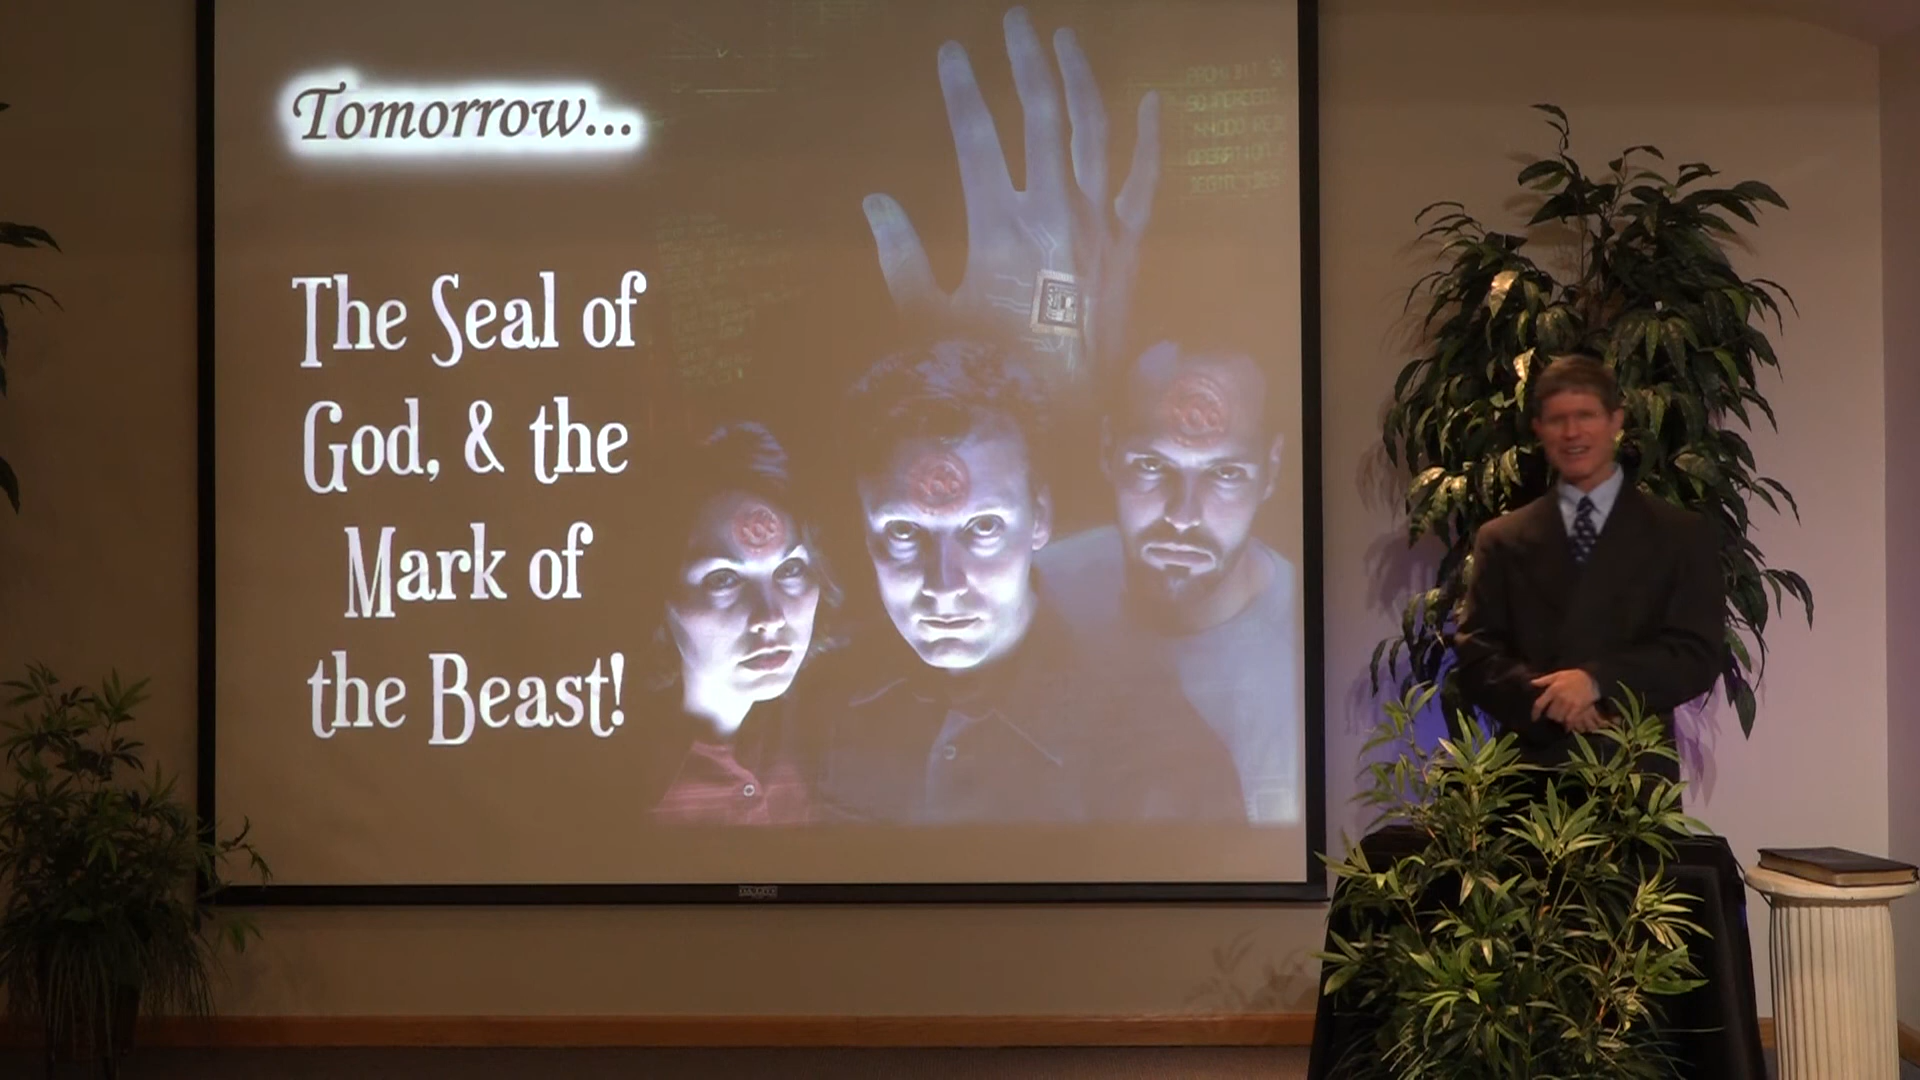 Tomorrow...
The Seal of
God, & the
Mark of
the Beast!